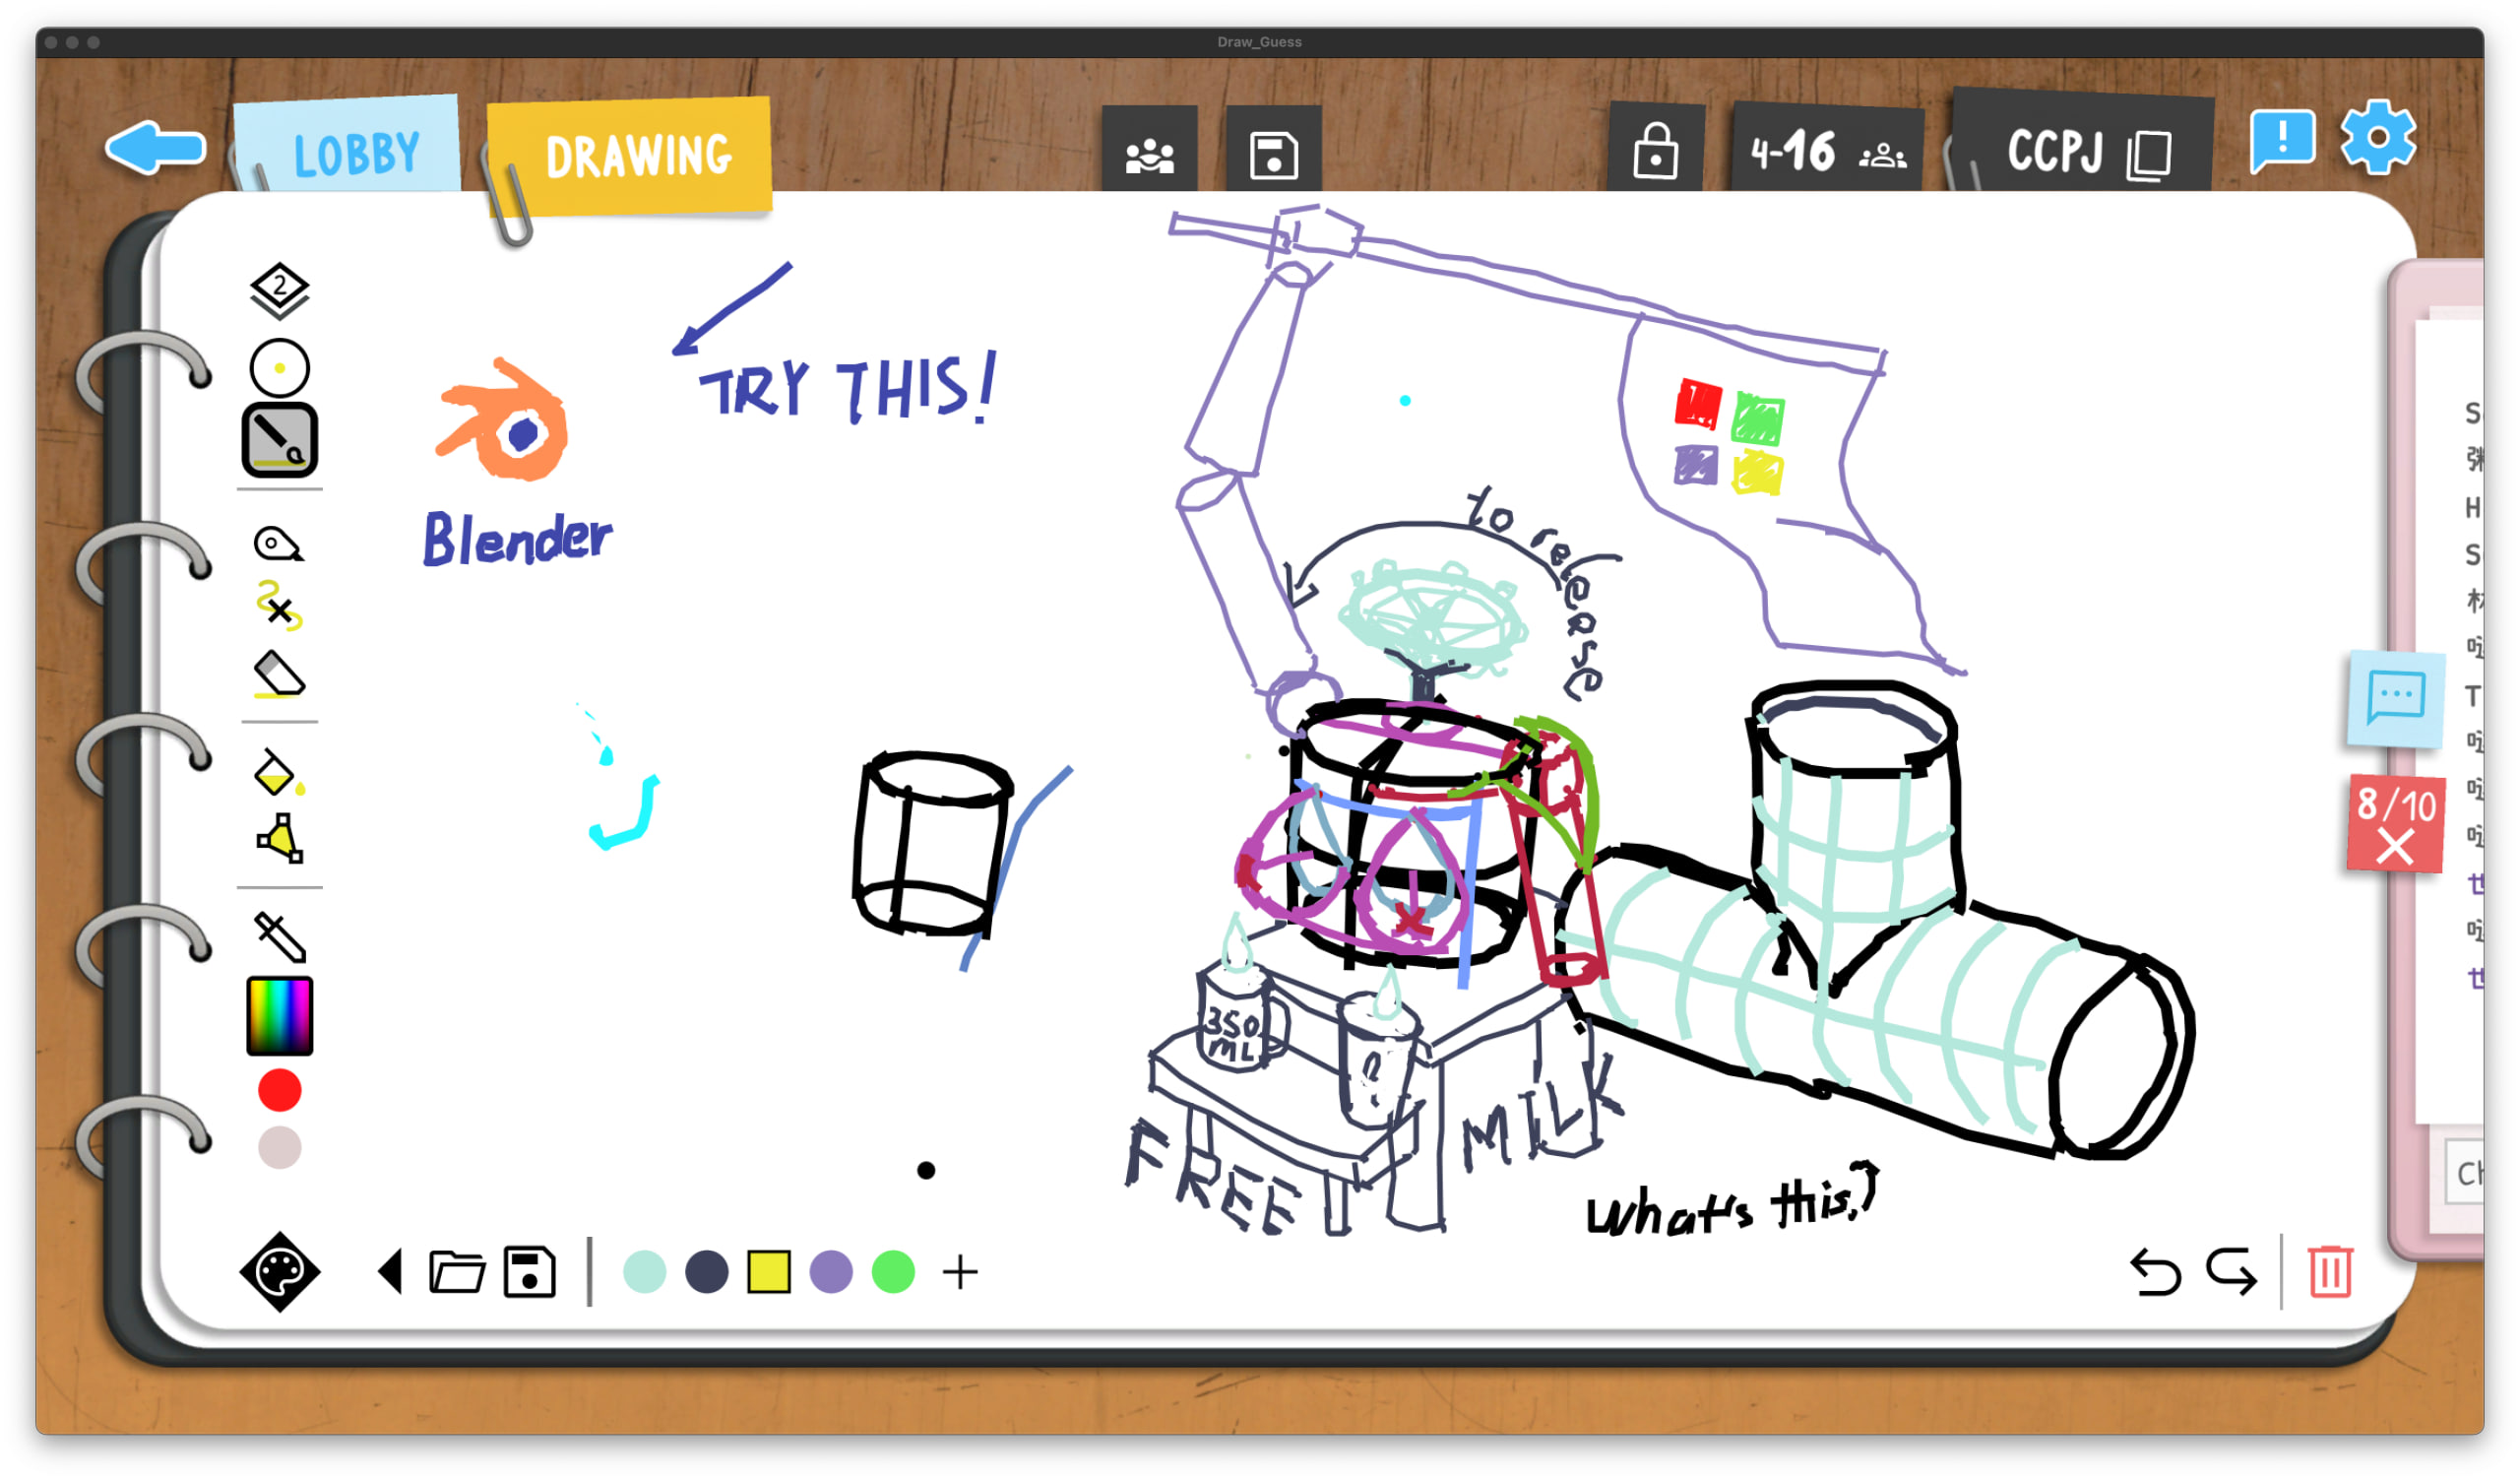 Draw_Guess
LOBBY
DRAWING
4-16
CCPJ
2
TRY THIS!
Blender
to release
8/10
350
ML
FREE MILK
What's this?